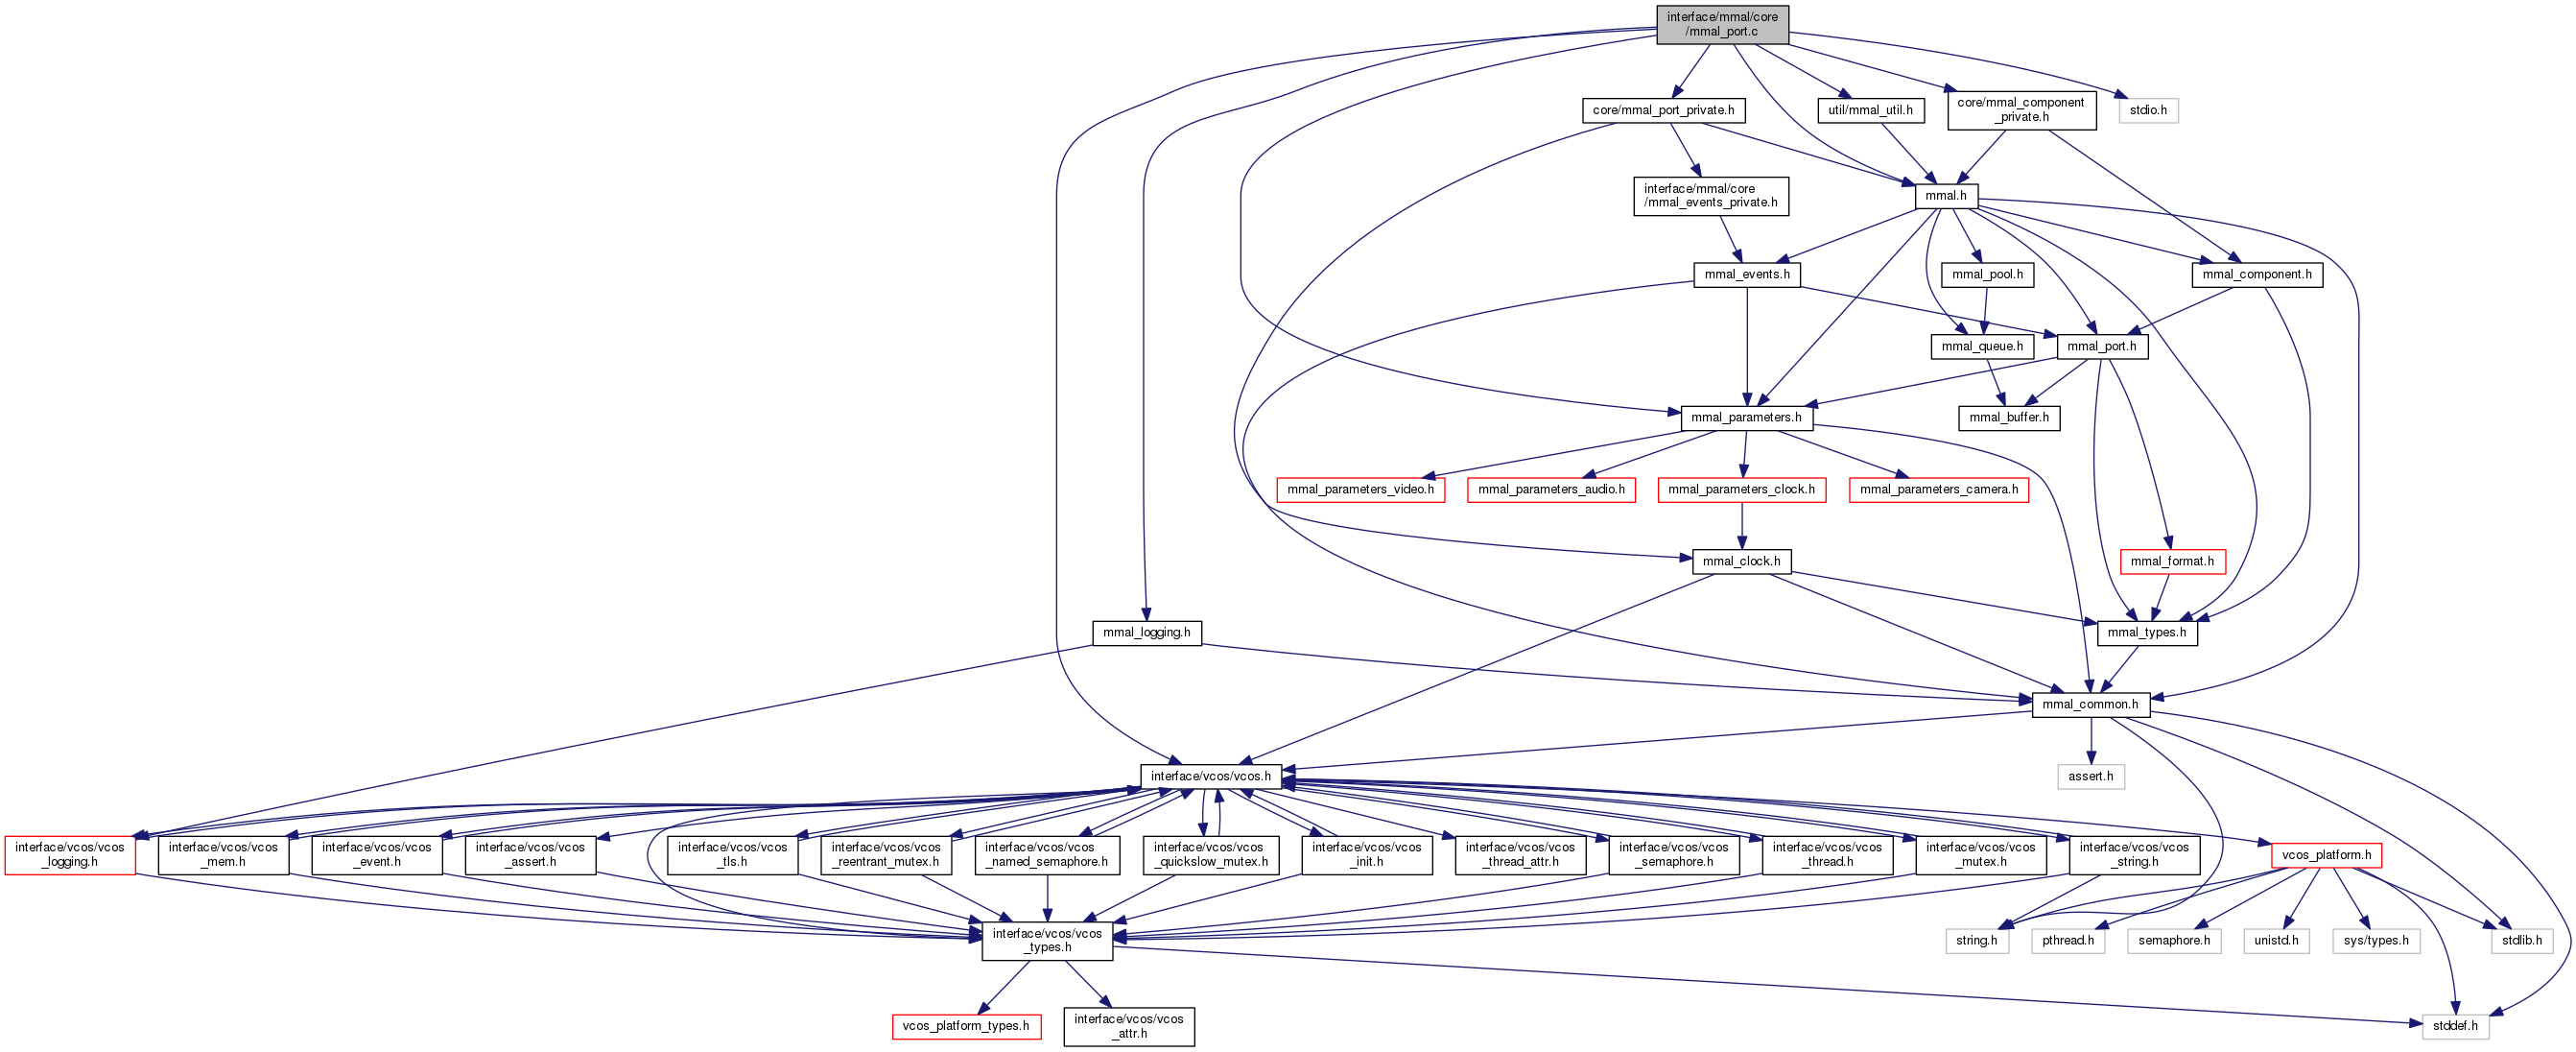 interface/mmal/core
/mmal_port.c
core/mmal_port_private.h
util/mmal_util.h
core/mmal_component
_private.h
stdio.h
interface/mmal/core
/mmal_events_private.h
mmal.h
mmal_events.h
mmal_pool.h
mmal_component.h
mmal_queue.h
mmal_port.h
mmal_parameters.h
mmal_buffer.h
mmal_parameters_video.h
mmal_parameters_audio.h
mmal_parameters_clock.h
mmal_parameters_camera.h
mmal_clock.h
mmal_format.h
mmal_logging.h
mmal_types.h
mmal_common.h
interface/vcos/vcos.h
assert.h
interface/vcos/vcos
_logging.h
interface/vcos/vcos
_mem.h
interface/vcos/vcos
_event.h
interface/vcos/vcos
_assert.h
interface/vcos/vcos
_tls.h
interface/vcos/vcos
_reentrant_mutex.h
interface/vcos/vcos
_named_semaphore.h
interface/vcos/vcos
_quickslow_mutex.h
interface/vcos/vcos
_init.h
interface/vcos/vcos
_thread_attr.h
interface/vcos/vcos
_semaphore.h
interface/vcos/vcos
_thread.h
interface/vcos/vcos
_mutex.h
interface/vcos/vcos
_string.h
vcos_platform.h
interface/vcos/vcos
_types.h
string.h
pthread.h
semaphore.h
unistd.h
sys/types.h
stdlib.h
vcos_platform_types.h
interface/vcos/vcos
_attr.h
stddef.h